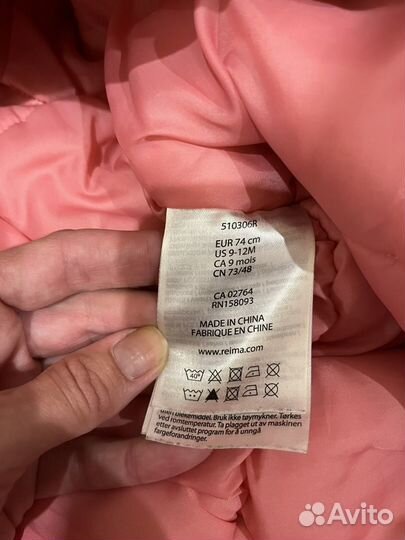 510306R
EUR 74 cm
US 9-12M
CA 9 mois
CN 73/48
CA 02764
RN158093
MADE IN CHINA
FABRIQUE EN CHINE
www.reima.com
40°
blekemiddel. Bruk ikke tøymykner. Tørkes
ved romtemperatur. Ta plagget ut av maskinen
etter avsluttet program for å unngå
fargeforandringer.
Avito